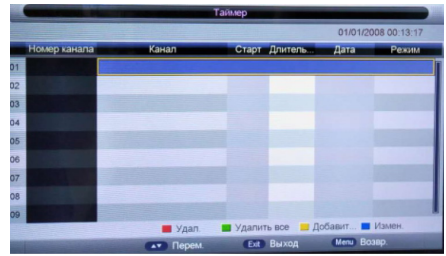 Таймер
01/01/2008 00:13:17
Номер канала Канал Старт Длитель... Дата Режим
01
02
03
04
05
06
07
08
09
Удал. Удалить все Добавит... Измен.
Перем. Exit Выход Menu Возвр.